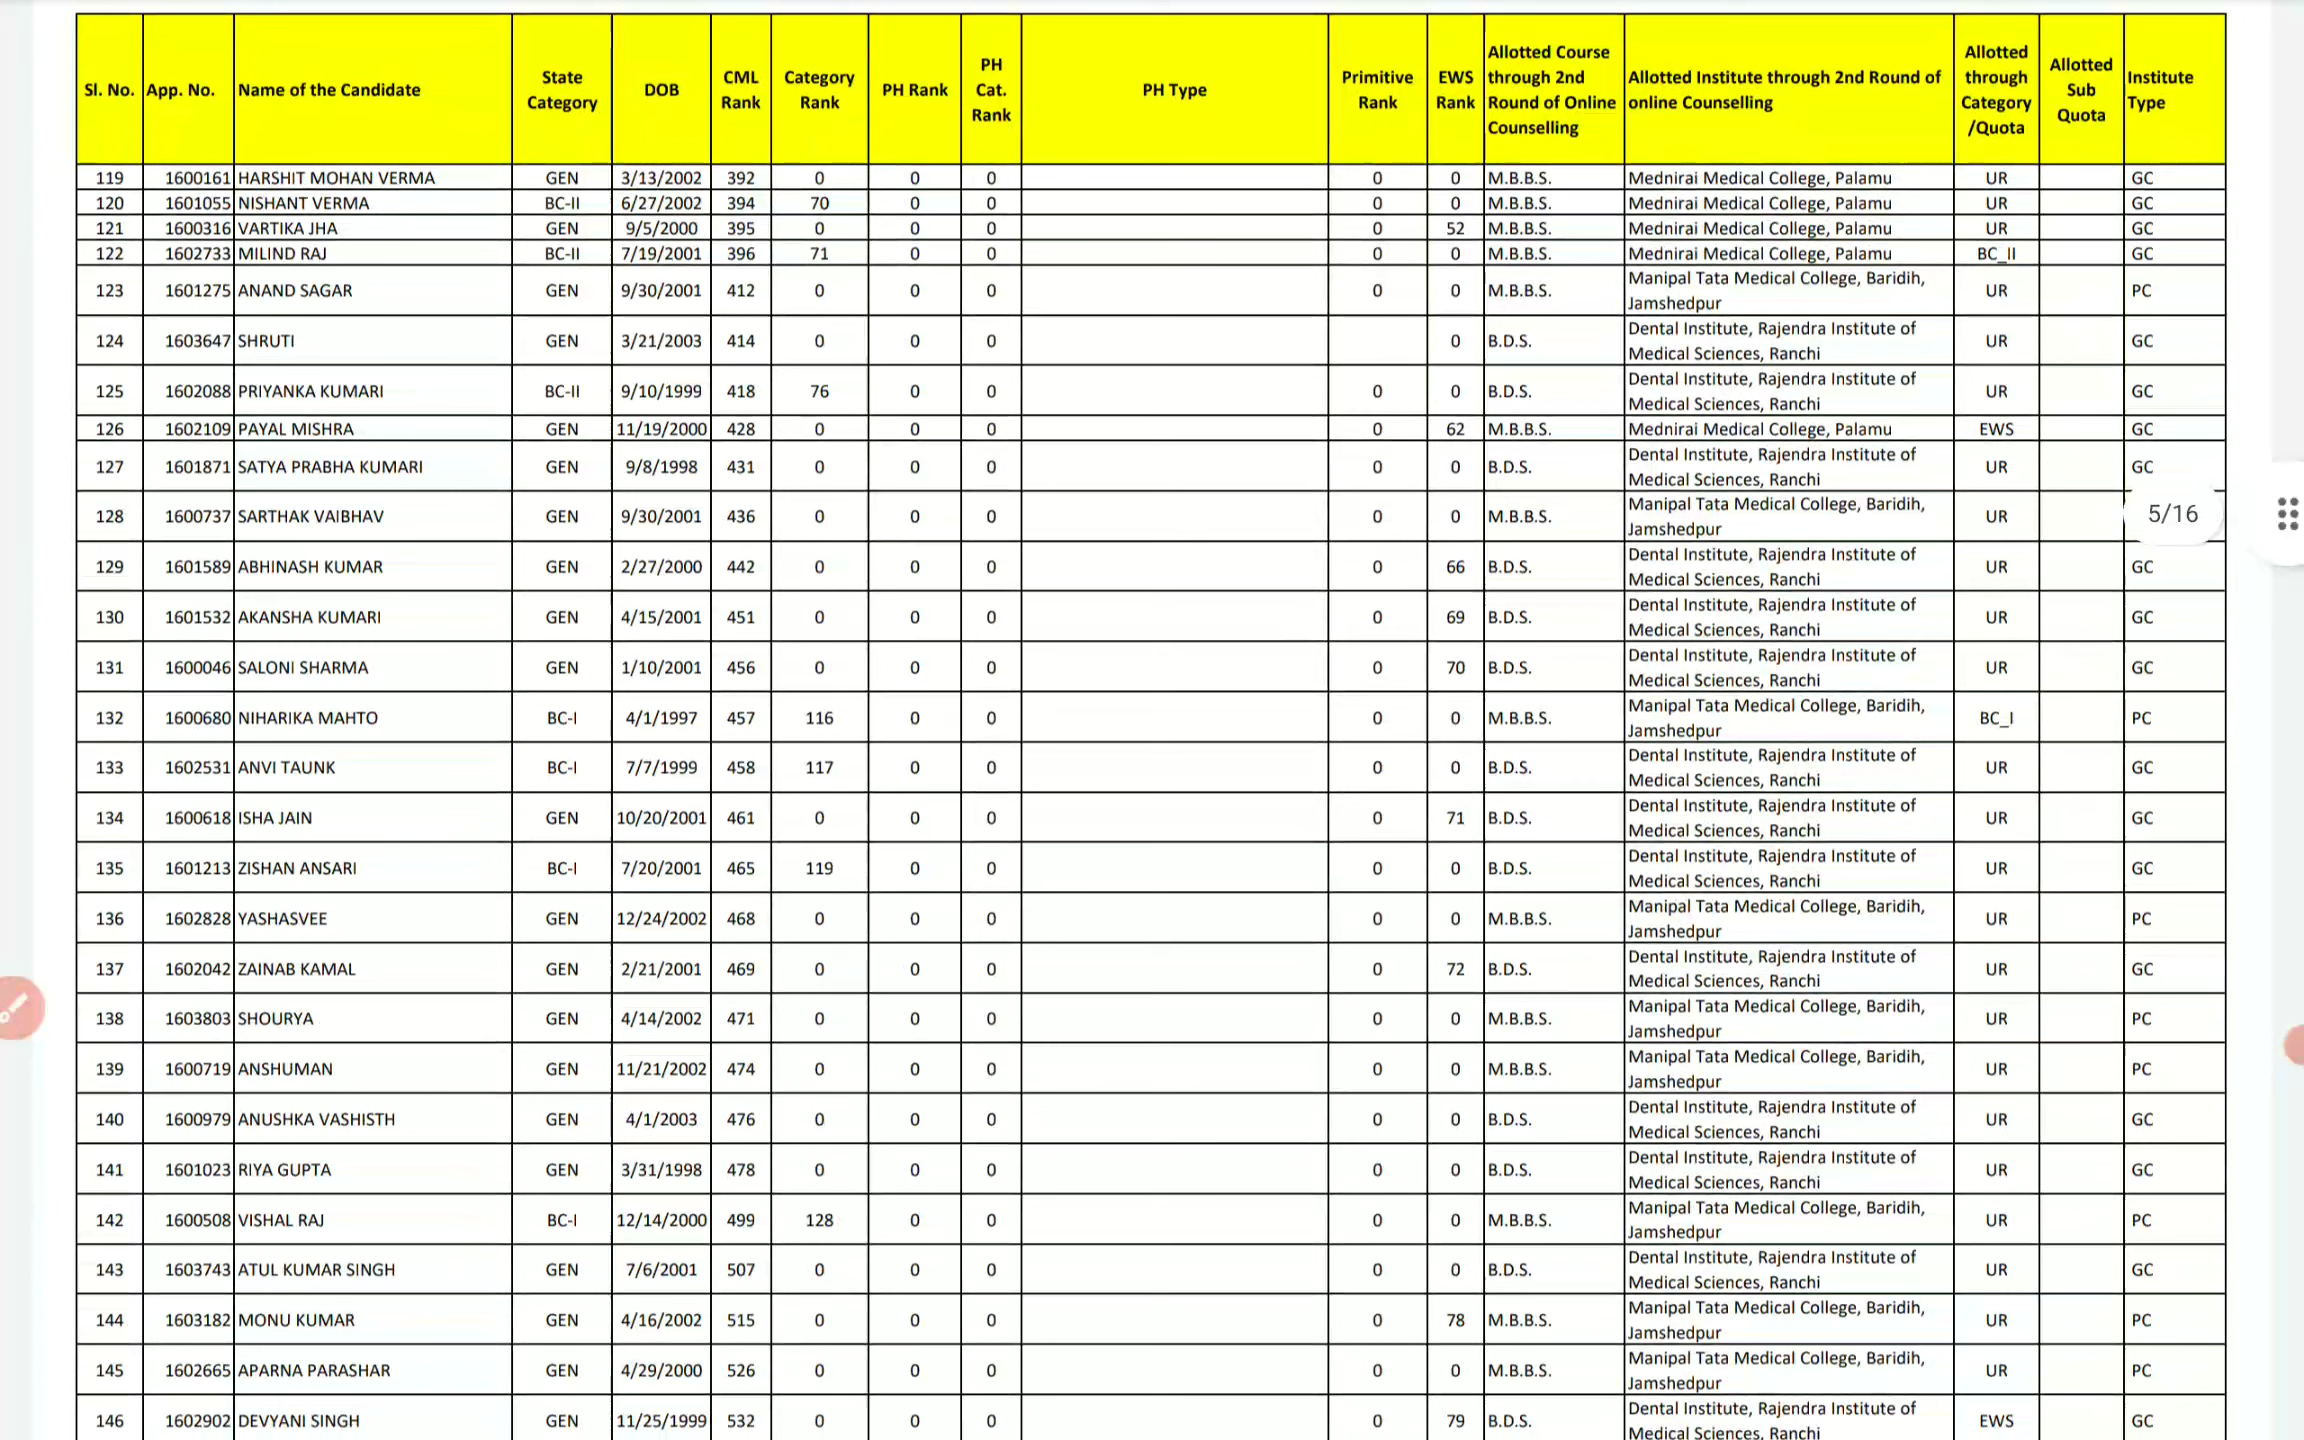 Sl. No. App. No. Name of the Candidate State Category DOB CML Rank Category Rank PH Rank PH Cat. Rank PH Type Primitive Rank EWS Rank Allotted Course through 2nd Round of Online Counselling Allotted Institute through 2nd Round of online Counselling Allotted through Category /Quota Allotted Sub Quota Institute Type
119 1600161 HARSHIT MOHAN VERMA GEN 3/13/2002 392 0 0 0 0 0 M.B.B.S. Mednirai Medical College, Palamu UR GC
120 1601055 NISHANT VERMA BC-II 6/27/2002 394 70 0 0 0 0 M.B.B.S. Mednirai Medical College, Palamu UR GC
121 1600316 VARTIKA JHA GEN 9/5/2000 395 0 0 0 0 52 M.B.B.S. Mednirai Medical College, Palamu UR GC
122 1602733 MILIND RAJ BC-II 7/19/2001 396 71 0 0 0 0 M.B.B.S. Mednirai Medical College, Palamu BC_II GC
123 1601275 ANAND SAGAR GEN 9/30/2001 412 0 0 0 0 0 M.B.B.S. Manipal Tata Medical College, Baridih, Jamshedpur UR PC
124 1603647 SHRUTI GEN 3/21/2003 414 0 0 0 0 B.D.S. Dental Institute, Rajendra Institute of Medical Sciences, Ranchi UR GC
125 1602088 PRIYANKA KUMARI BC-II 9/10/1999 418 76 0 0 0 0 B.D.S. Dental Institute, Rajendra Institute of Medical Sciences, Ranchi UR GC
126 1602109 PAYAL MISHRA GEN 11/19/2000 428 0 0 0 0 62 M.B.B.S. Mednirai Medical College, Palamu EWS GC
127 1601871 SATYA PRABHA KUMARI GEN 9/8/1998 431 0 0 0 0 0 B.D.S. Dental Institute, Rajendra Institute of Medical Sciences, Ranchi UR GC
128 1600737 SARTHAK VAIBHAV GEN 9/30/2001 436 0 0 0 0 0 M.B.B.S. Manipal Tata Medical College, Baridih, Jamshedpur UR 5/16
129 1601589 ABHINASH KUMAR GEN 2/27/2000 442 0 0 0 0 66 B.D.S. Dental Institute, Rajendra Institute of Medical Sciences, Ranchi UR GC
130 1601532 AKANSHA KUMARI GEN 4/15/2001 451 0 0 0 0 69 B.D.S. Dental Institute, Rajendra Institute of Medical Sciences, Ranchi UR GC
131 1600046 SALONI SHARMA GEN 1/10/2001 456 0 0 0 0 70 B.D.S. Dental Institute, Rajendra Institute of Medical Sciences, Ranchi UR GC
132 1600680 NIHARIKA MAHTO BC-I 4/1/1997 457 116 0 0 0 0 M.B.B.S. Manipal Tata Medical College, Baridih, Jamshedpur BC_I PC
133 1602531 ANVI TAUNK BC-I 7/7/1999 458 117 0 0 0 0 B.D.S. Dental Institute, Rajendra Institute of Medical Sciences, Ranchi UR GC
134 1600618 ISHA JAIN GEN 10/20/2001 461 0 0 0 0 71 B.D.S. Dental Institute, Rajendra Institute of Medical Sciences, Ranchi UR GC
135 1601213 ZISHAN ANSARI BC-I 7/20/2001 465 119 0 0 0 0 B.D.S. Dental Institute, Rajendra Institute of Medical Sciences, Ranchi UR GC
136 1602828 YASHASVEE GEN 12/24/2002 468 0 0 0 0 0 M.B.B.S. Manipal Tata Medical College, Baridih, Jamshedpur UR PC
137 1602042 ZAINAB KAMAL GEN 2/21/2001 469 0 0 0 0 72 B.D.S. Dental Institute, Rajendra Institute of Medical Sciences, Ranchi UR GC
138 1603803 SHOURYA GEN 4/14/2002 471 0 0 0 0 0 M.B.B.S. Manipal Tata Medical College, Baridih, Jamshedpur UR PC
139 1600719 ANSHUMAN GEN 11/21/2002 474 0 0 0 0 0 M.B.B.S. Manipal Tata Medical College, Baridih, Jamshedpur UR PC
140 1600979 ANUSHKA VASHISTH GEN 4/1/2003 476 0 0 0 0 0 B.D.S. Dental Institute, Rajendra Institute of Medical Sciences, Ranchi UR GC
141 1601023 RIYA GUPTA GEN 3/31/1998 478 0 0 0 0 0 B.D.S. Dental Institute, Rajendra Institute of Medical Sciences, Ranchi UR GC
142 1600508 VISHAL RAJ BC-I 12/14/2000 499 128 0 0 0 0 M.B.B.S. Manipal Tata Medical College, Baridih, Jamshedpur UR PC
143 1603743 ATUL KUMAR SINGH GEN 7/6/2001 507 0 0 0 0 0 B.D.S. Dental Institute, Rajendra Institute of Medical Sciences, Ranchi UR GC
144 1603182 MONU KUMAR GEN 4/16/2002 515 0 0 0 0 78 M.B.B.S. Manipal Tata Medical College, Baridih, Jamshedpur UR PC
145 1602665 APARNA PARASHAR GEN 4/29/2000 526 0 0 0 0 0 M.B.B.S. Manipal Tata Medical College, Baridih, Jamshedpur UR PC
146 1602902 DEVYANI SINGH GEN 11/25/1999 532 0 0 0 0 79 B.D.S. Dental Institute, Rajendra Institute of Medical Sciences, Ranchi EWS GC